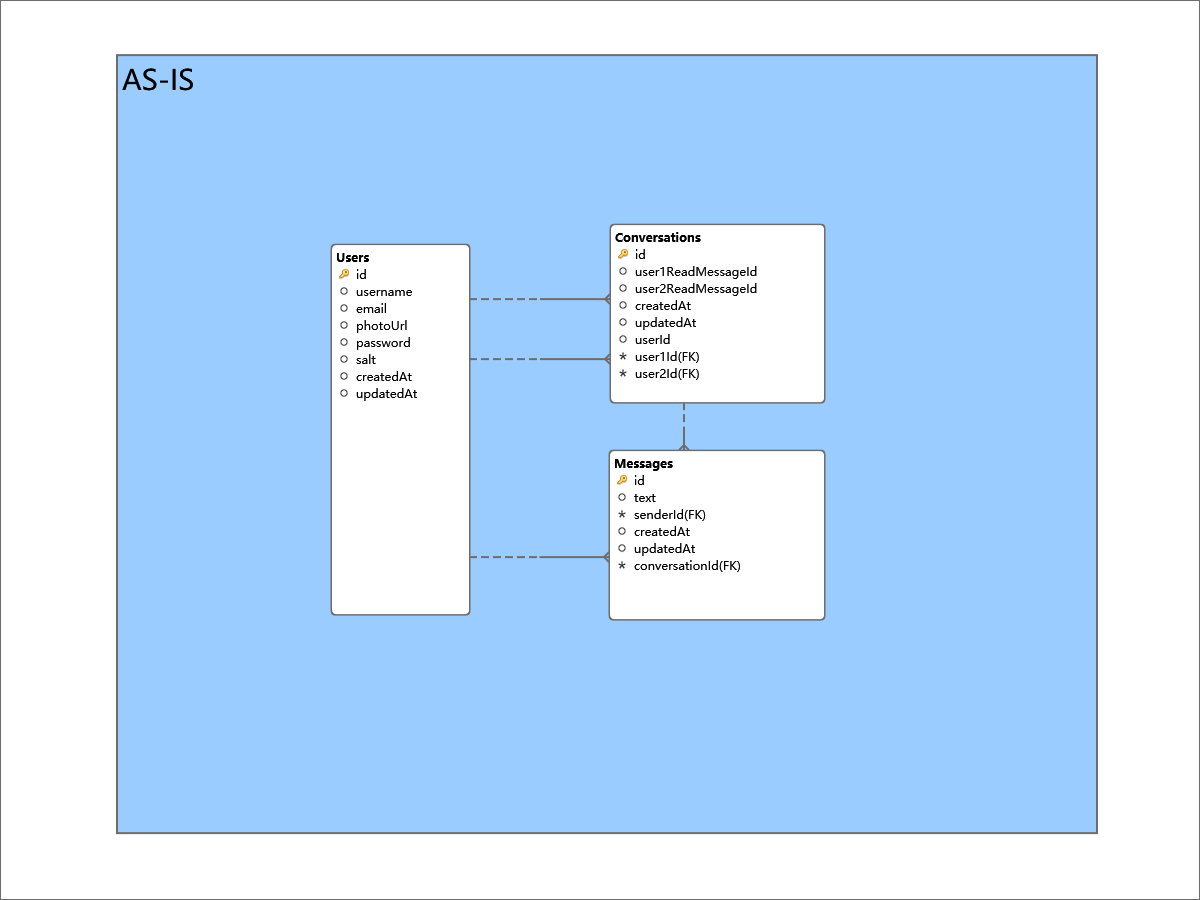 AS-IS
Users
id
username
email
photoUrl
password
salt
createdAt
updatedAt
Conversations
id
user1ReadMessageId
user2ReadMessageId
createdAt
updatedAt
userId
* user1Id(FK)
* user2Id(FK)
Messages
id
text
* senderId(FK)
createdAt
updatedAt
* conversationId(FK)